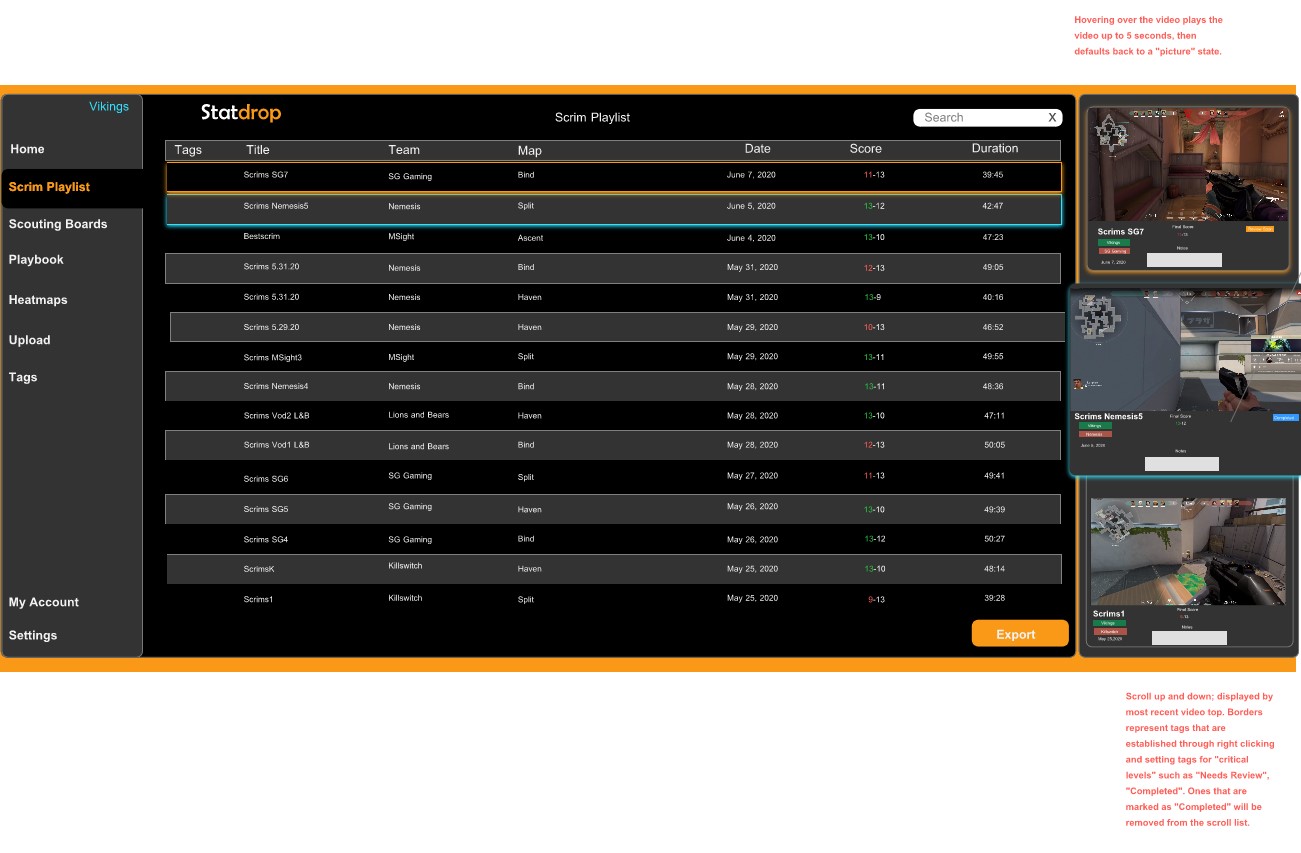 Hovering over the video plays the
video up to 5 seconds, then
defaults back to a "picture" state.
Vikings
Home
Scrim Playlist
Scouting Boards
Playbook
Heatmaps
Upload
Tags
My Account
Settings
Statdrop
Scrim Playlist
Search X
Tags Title Team Map Date Score Duration
Scrims SG7 SG Gaming Bind June 7, 2020 11-13 39:45
Scrims Nemesis5 Nemesis Split June 5, 2020 13-12 42:47
Bestscrim MSight Ascent June 4, 2020 13-10 47:23
Scrims 5.31.20 Nemesis Bind May 31, 2020 12-13 49:05
Scrims 5.31.20 Nemesis Haven May 31, 2020 13-9 40:16
Scrims 5.29.20 Nemesis Haven May 29, 2020 10-13 46:52
Scrims MSight3 MSight Split May 29, 2020 13-11 49:55
Scrims Nemesis4 Nemesis Bind May 28, 2020 13-11 48:36
Scrims Vod2 L&B Lions and Bears Haven May 28, 2020 13-10 47:11
Scrims Vod1 L&B Lions and Bears Bind May 28, 2020 12-13 50:05
Scrims SG6 SG Gaming Split May 27, 2020 11-13 49:41
Scrims SG5 SG Gaming Haven May 26, 2020 13-10 49:39
Scrims SG4 SG Gaming Bind May 26, 2020 13-12 50:27
ScrimsK Killswitch Haven May 25, 2020 13-10 48:14
Scrims1 Killswitch Split May 25, 2020 9-13 39:28
Export
Scrims SG7
Final Score
Vikings
SG Gaming
Notes
June 7, 2020
Scrims Nemesis5
Final Score
Completed
Vikings
13-12
Nemesis
Notes
Scrims1
Final Score
Vikings
Killswitch
Notes
May 25,2020
Scroll up and down; displayed by
most recent video top. Borders
represent tags that are
established through right clicking
and setting tags for "critical
levels" such as "Needs Review",
"Completed". Ones that are
marked as "Completed" will be
removed from the scroll list.